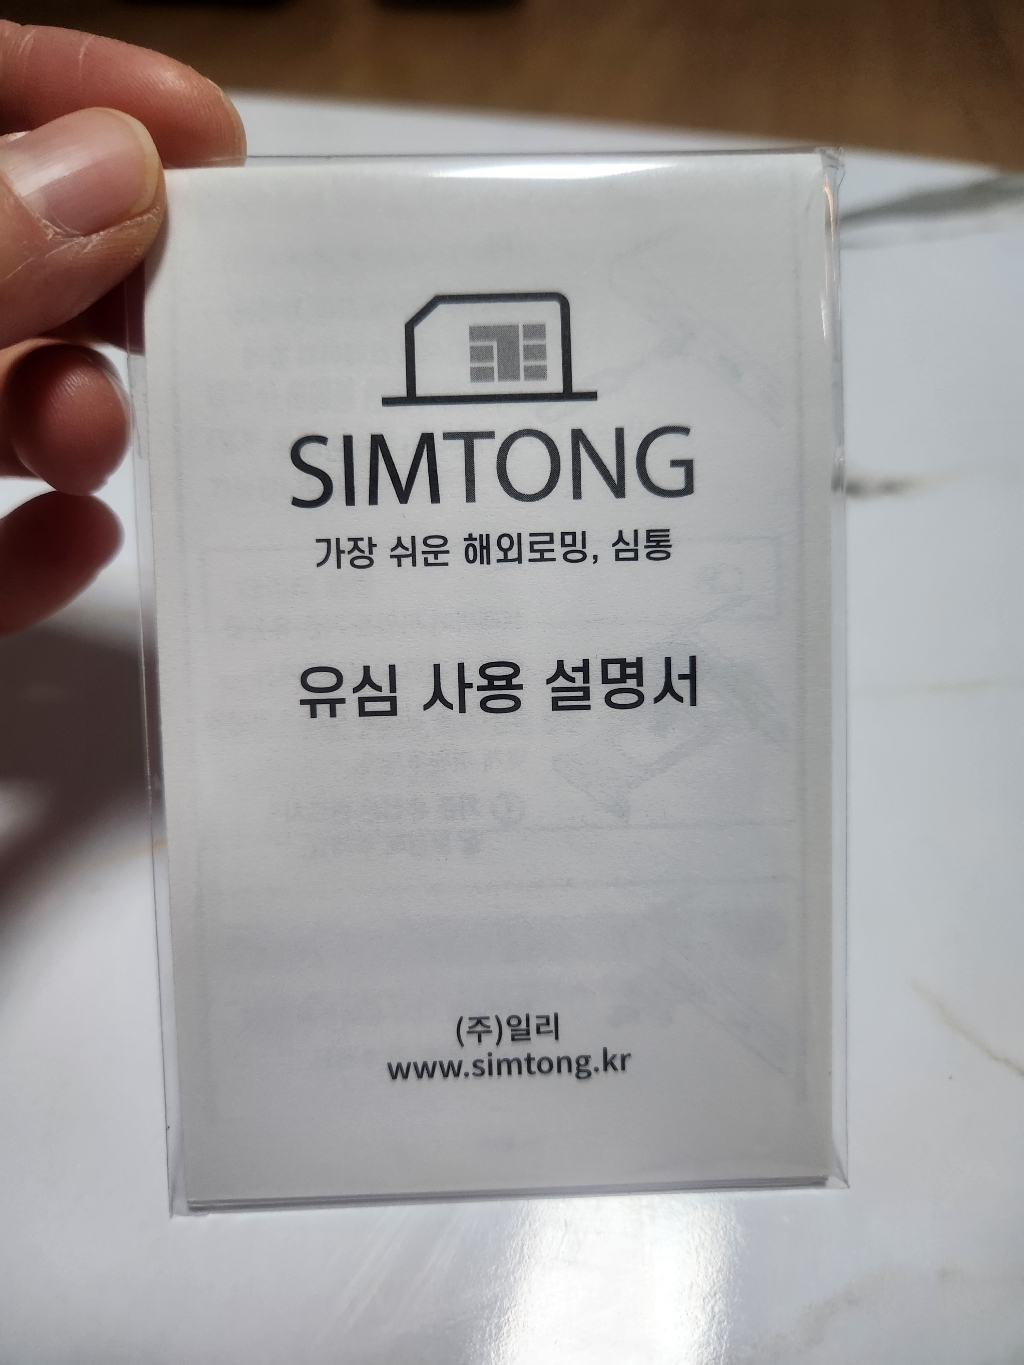 SIMTONG
가장 쉬운 해외로밍, 심통
유심 사용 설명서
(주)일리
www.simtong.kr